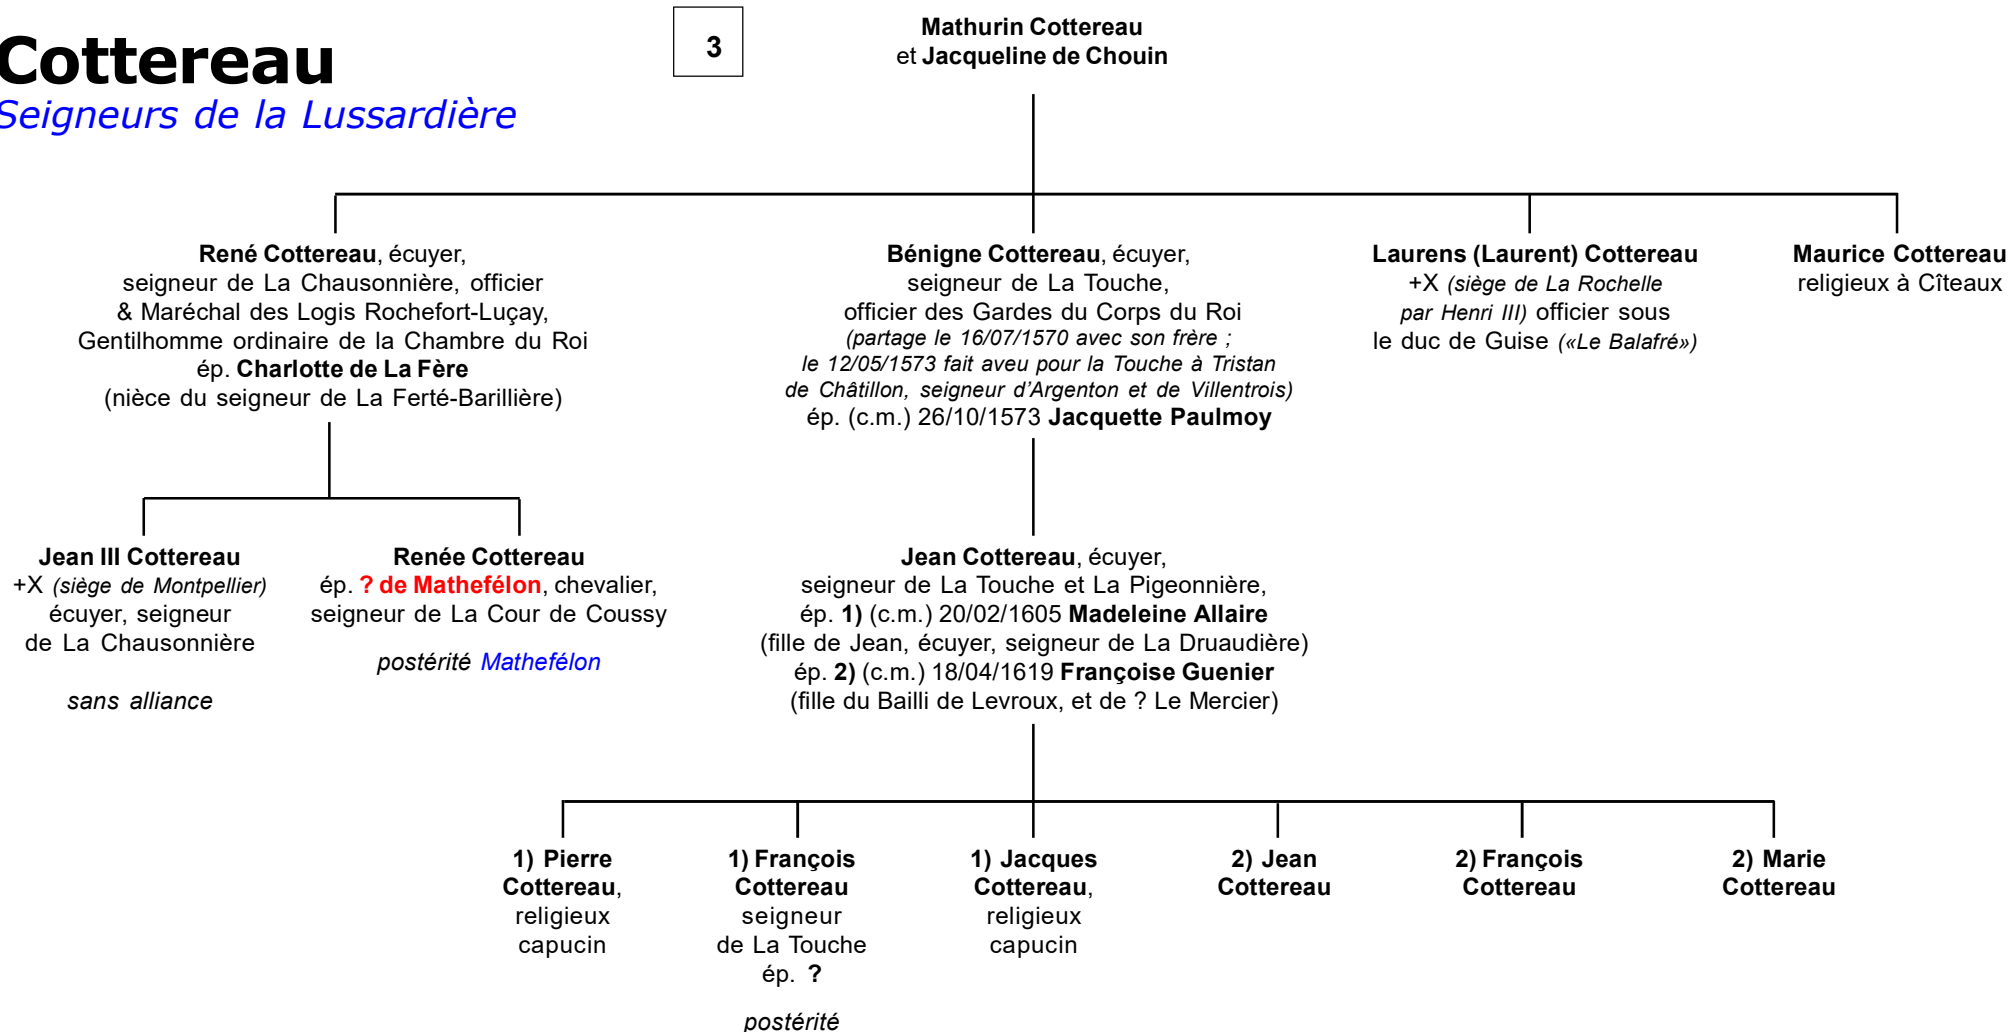 Cottereau
Seigneurs de la Lussardière
3
Mathurin Cottereau
et Jacqueline de Chouin
René Cottereau, écuyer,
seigneur de La Chausonnière, officier
& Maréchal des Logis Rochefort-Luçay,
Gentilhomme ordinaire de la Chambre du Roi
ép. Charlotte de La Fère
(nièce du seigneur de La Ferté-Barillière)
Bénigne Cottereau, écuyer,
seigneur de La Touche,
officier des Gardes du Corps du Roi
(partage le 16/07/1570 avec son frère ;
le 12/05/1573 fait aveu pour la Touche à Tristan
de Châtillon, seigneur d'Argenton et de Villentrois)
ép. (c.m.) 26/10/1573 Jacquette Paulmoy
Laurens (Laurent) Cottereau
+X (siège de La Rochelle
par Henri III) officier sous
le duc de Guise («Le Balafré»)
Maurice Cottereau
religieux à Cîteaux
Jean III Cottereau
+X (siège de Montpellier)
écuyer, seigneur
de La Chausonnière
sans alliance
Renée Cottereau
ép. ? de Mathefélon, chevalier,
seigneur de La Cour de Coussy
postérité Mathefélon
Jean Cottereau, écuyer,
seigneur de La Touche et La Pigeonnière,
ép. 1) (c.m.) 20/02/1605 Madeleine Allaire
(fille de Jean, écuyer, seigneur de La Druaudière)
ép. 2) (c.m.) 18/04/1619 Françoise Guenier
(fille du Bailli de Levroux, et de ? Le Mercier)
1) Pierre
Cottereau,
religieux
capucin
1) François
Cottereau
seigneur
de La Touche
ép. ?
postérité
1) Jacques
Cottereau,
religieux
capucin
2) Jean
Cottereau
2) François
Cottereau
2) Marie
Cottereau